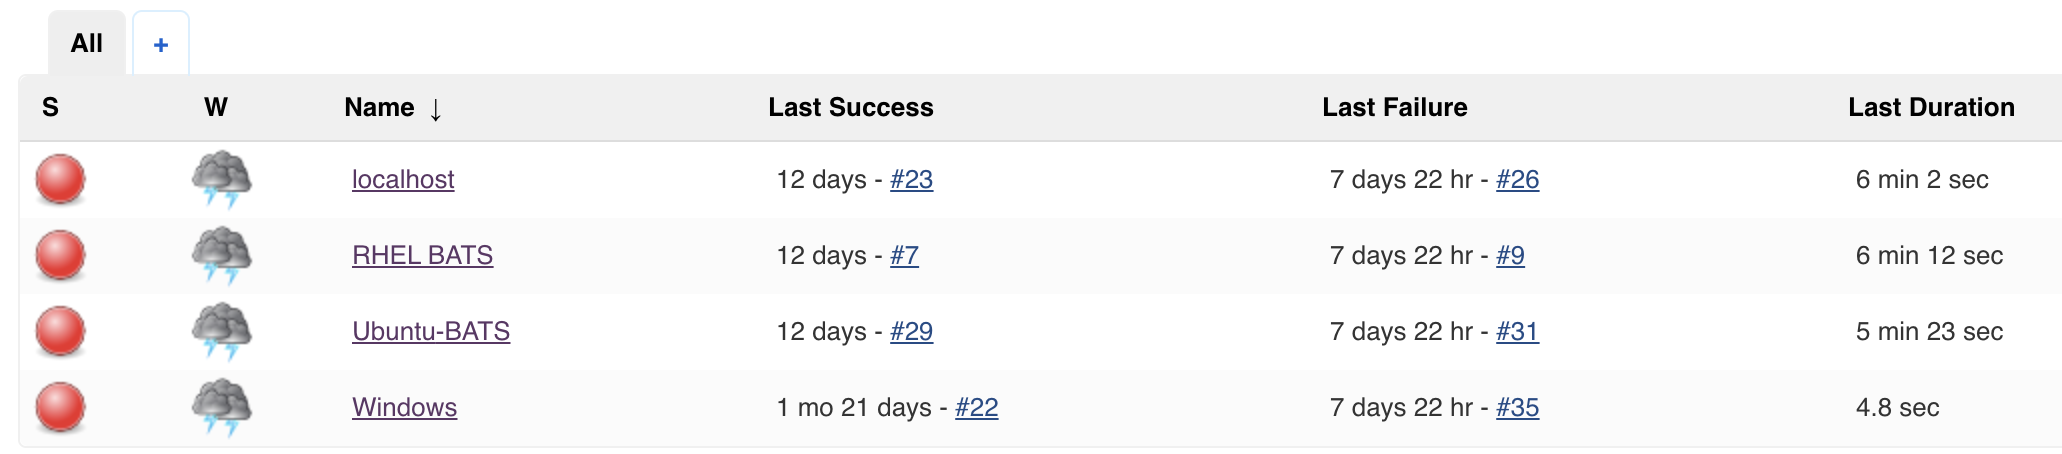 All +
S W Name ↓ Last Success Last Failure Last Duration
localhost 12 days - #23 7 days 22 hr - #26 6 min 2 sec
RHEL BATS 12 days - #7 7 days 22 hr - #9 6 min 12 sec
Ubuntu-BATS 12 days - #29 7 days 22 hr - #31 5 min 23 sec
Windows 1 mo 21 days - #22 7 days 22 hr - #35 4.8 sec